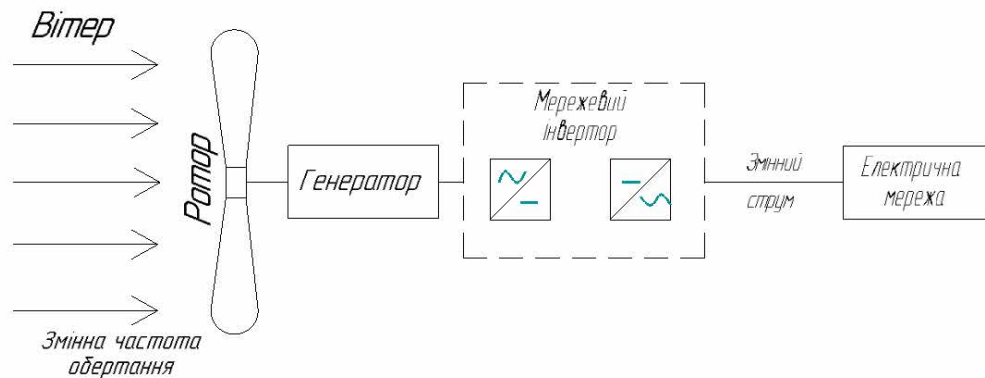 Вітер
Ротор
Генератор
Мережевий
інвертор
Змінний
струм
Електрична
мережа
Змінна частота
обертання